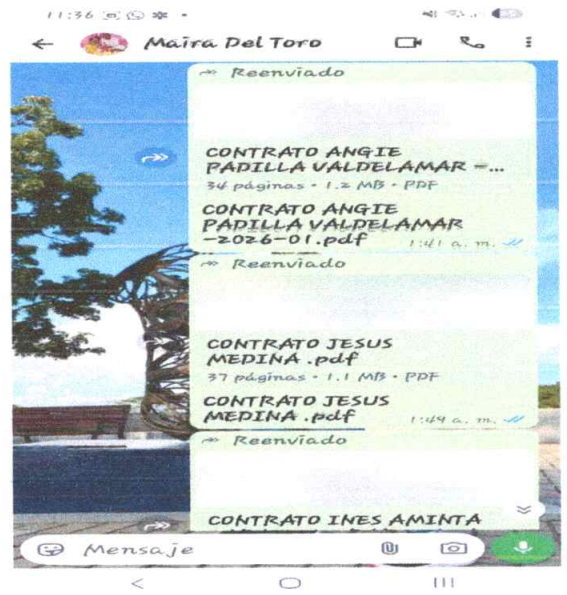 11:36
Maira Del Toro
Reenviado
CONTRATO ANGIE
PADILLA VALDELAMAR -...
34 páginas • 1.2 MB • PDF
CONTRATO ANGIE
PADILLA VALDELAMAR
-2026-01.pdf 1:41 a. m.
Reenviado
CONTRATO JESUS
MEDINA .pdf
37 páginas • 1.1 MB • PDF
CONTRATO JESUS
MEDINA .pdf 1:49 a. m.
Reenviado
CONTRATO INES AMINTA
Mensaje